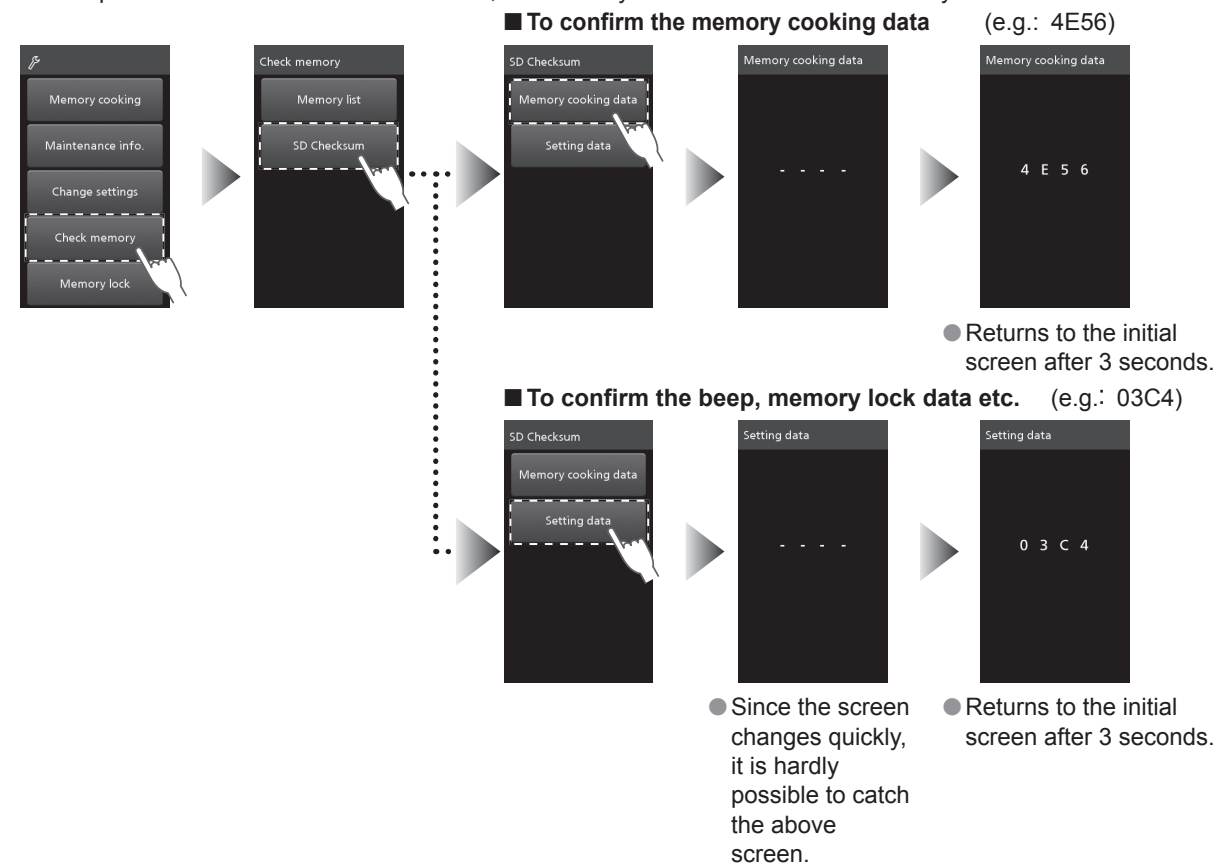 ■ To confirm the memory cooking data (e.g.: 4E56)
Memory cooking
Maintenance info.
Change settings
Check memory
Memory lock
Check memory
Memory list
SD Checksum
SD Checksum
Memory cooking data
Setting data
Memory cooking data
- - - -
Memory cooking data
4 E 5 6
● Returns to the initial
screen after 3 seconds.
■ To confirm the beep, memory lock data etc. (e.g.: 03C4)
SD Checksum
Memory cooking data
Setting data
Setting data
- - - -
● Since the screen
changes quickly,
it is hardly
possible to catch
the above
screen.
Setting data
0 3 C 4
● Returns to the initial
screen after 3 seconds.